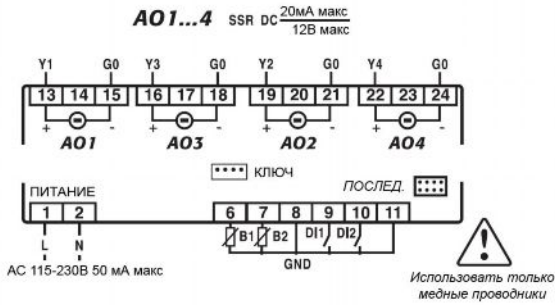 AO1...4 SSR DC 20мА макс
12В макс
Y1 G0 Y3 G0 Y2 G0 Y4 G0
13 14 15 16 17 18 19 20 21 22 23 24
+ - + - + - + -
AO1 AO3 AO2 AO4
КЛЮЧ
ПИТАНИЕ ПОСЛЕД.
1 2 6 7 8 9 10 11
B1 B2 DI1 DI2
L N GND
AC 115-230В 50 мА макс
!
Использовать только
медные проводники